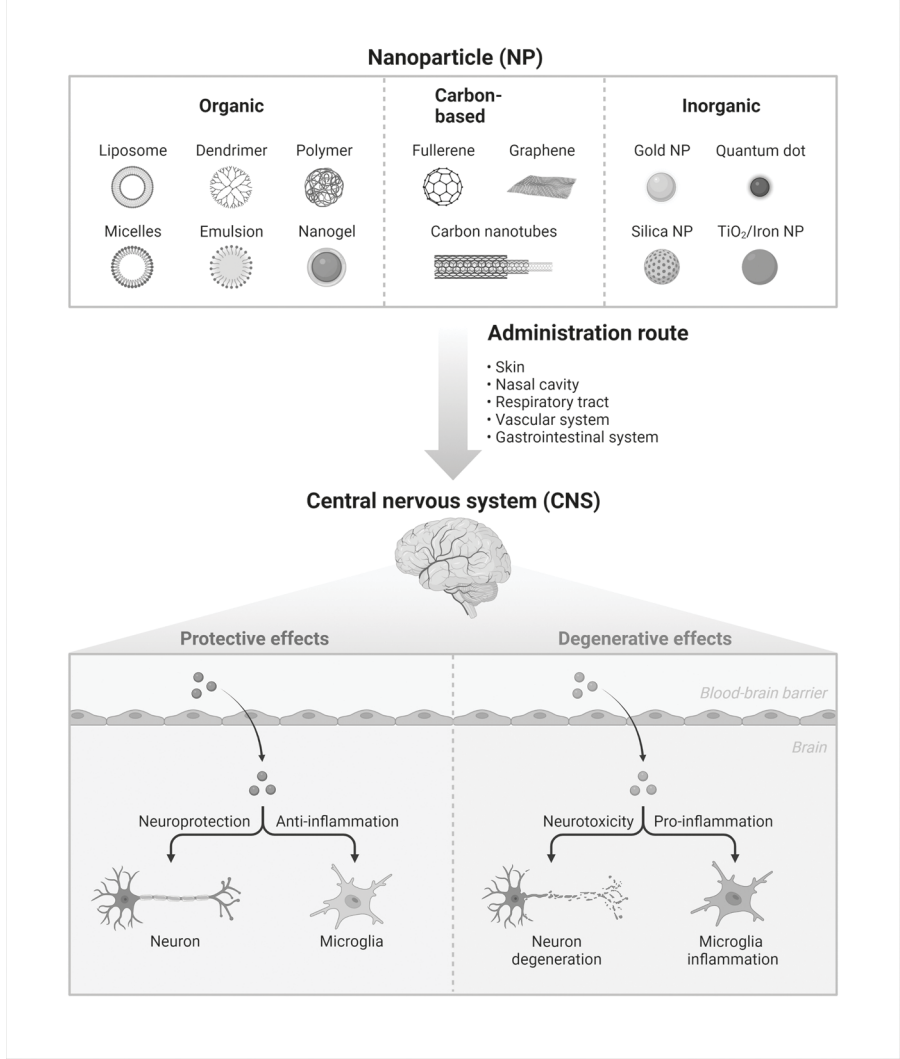 Nanoparticle (NP)
Organic
Carbon-
based
Inorganic
Liposome
Dendrimer
Polymer
Fullerene
Graphene
Gold NP
Quantum dot
Micelles
Emulsion
Nanogel
Carbon nanotubes
Silica NP
TiO₂/Iron NP
Administration route
• Skin
• Nasal cavity
• Respiratory tract
• Vascular system
• Gastrointestinal system
Central nervous system (CNS)
Protective effects
Degenerative effects
Blood-brain barrier
Brain
Neuroprotection
Anti-inflammation
Neurotoxicity
Pro-inflammation
Neuron
Microglia
Neuron
degeneration
Microglia
inflammation